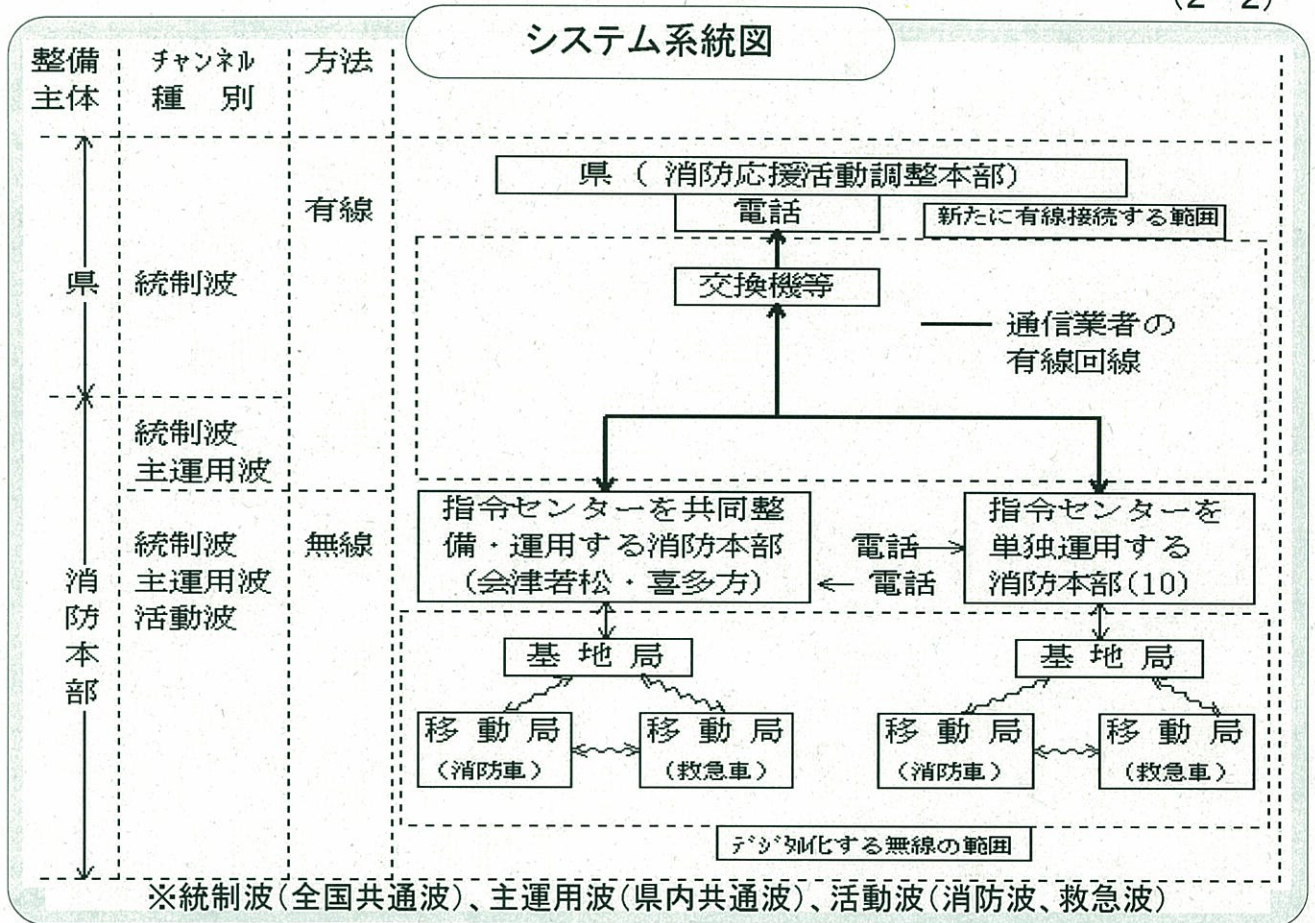 (2-2)
システム系統図
整備
主体
チャンネル
種 別
方法
県 ( 消防応援活動調整本部)
電話
新たに有線接続する範囲
有線
交換機等
県
統制波
通信業者の
有線回線
統制波
主運用波
指令センターを共同整
備・運用する消防本部
(会津若松・喜多方)
電話
電話
指令センターを
単独運用する
消防本部(10)
統制波
主運用波
活動波
無線
消
防
本
部
基 地 局
基 地 局
移 動 局
(消防車)
移 動 局
(救急車)
移 動 局
(消防車)
移 動 局
(救急車)
デジタル化する無線の範囲
※統制波(全国共通波)、主運用波(県内共通波)、活動波(消防波、救急波)